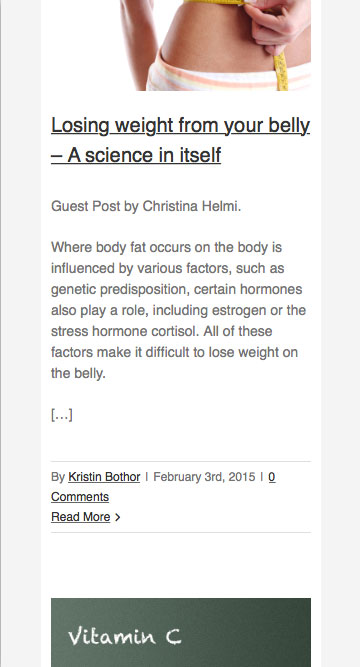 Losing weight from your belly
– A science in itself
Guest Post by Christina Helmi.
Where body fat occurs on the body is
influenced by various factors, such as
genetic predisposition, certain hormones
also play a role, including estrogen or the
stress hormone cortisol. All of these
factors make it difficult to lose weight on
the belly.
[…]
By Kristin Bothor | February 3rd, 2015 | 0
Comments
Read More >
Vitamin C